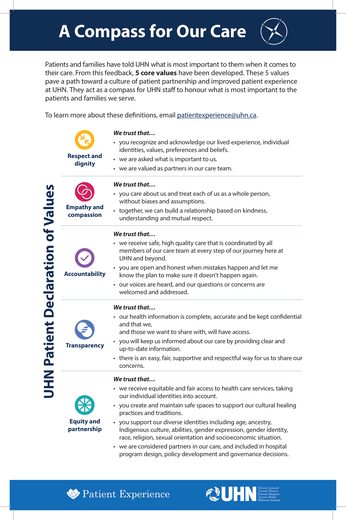 A Compass for Our Care
Patients and families have told UHN what is most important to them when it comes to
their care. From this feedback, 5 core values have been developed. These 5 values
pave a path toward a culture of patient partnership and improved patient experience
at UHN. They act as a compass for UHN staff to honour what is most important to the
patients and families we serve.
To learn more about these definitions, email patientexperience@uhn.ca.
UHN Patient Declaration of Values
Respect and
dignity
We trust that…
• you recognize and acknowledge our lived experience, individual
identities, values, preferences and beliefs.
• we are asked what is important to us.
• we are valued as partners in our care team.
Empathy and
compassion
We trust that…
• you care about us and treat each of us as a whole person,
without biases and assumptions.
• together, we can build a relationship based on kindness,
understanding and mutual respect.
Accountability
We trust that…
• we receive safe, high quality care that is coordinated by all
members of our care team at every step of our journey here at
UHN and beyond.
• you are open and honest when mistakes happen and let me
know the plan to make sure it doesn't happen again.
• our voices are heard, and our questions or concerns are
welcomed and addressed.
Transparency
We trust that…
• our health information is complete, accurate and be kept confidential
and that we,
and those we want to share with, will have access.
• you will keep us informed about our care by providing clear and
up-to-date information.
• there is an easy, fair, supportive and respectful way for us to share our
concerns.
Equity and
partnership
We trust that…
• we receive equitable and fair access to health care services, taking
our individual identities into account.
• you create and maintain safe spaces to support our cultural healing
practices and traditions.
• you support our diverse identities including age, ancestry,
Indigenous culture, abilities, gender expression, gender identity,
race, religion, sexual orientation and socioeconomic situation.
• we are considered partners in our care, and included in hospital
program design, policy development and governance decisions.
Patient Experience
UHN